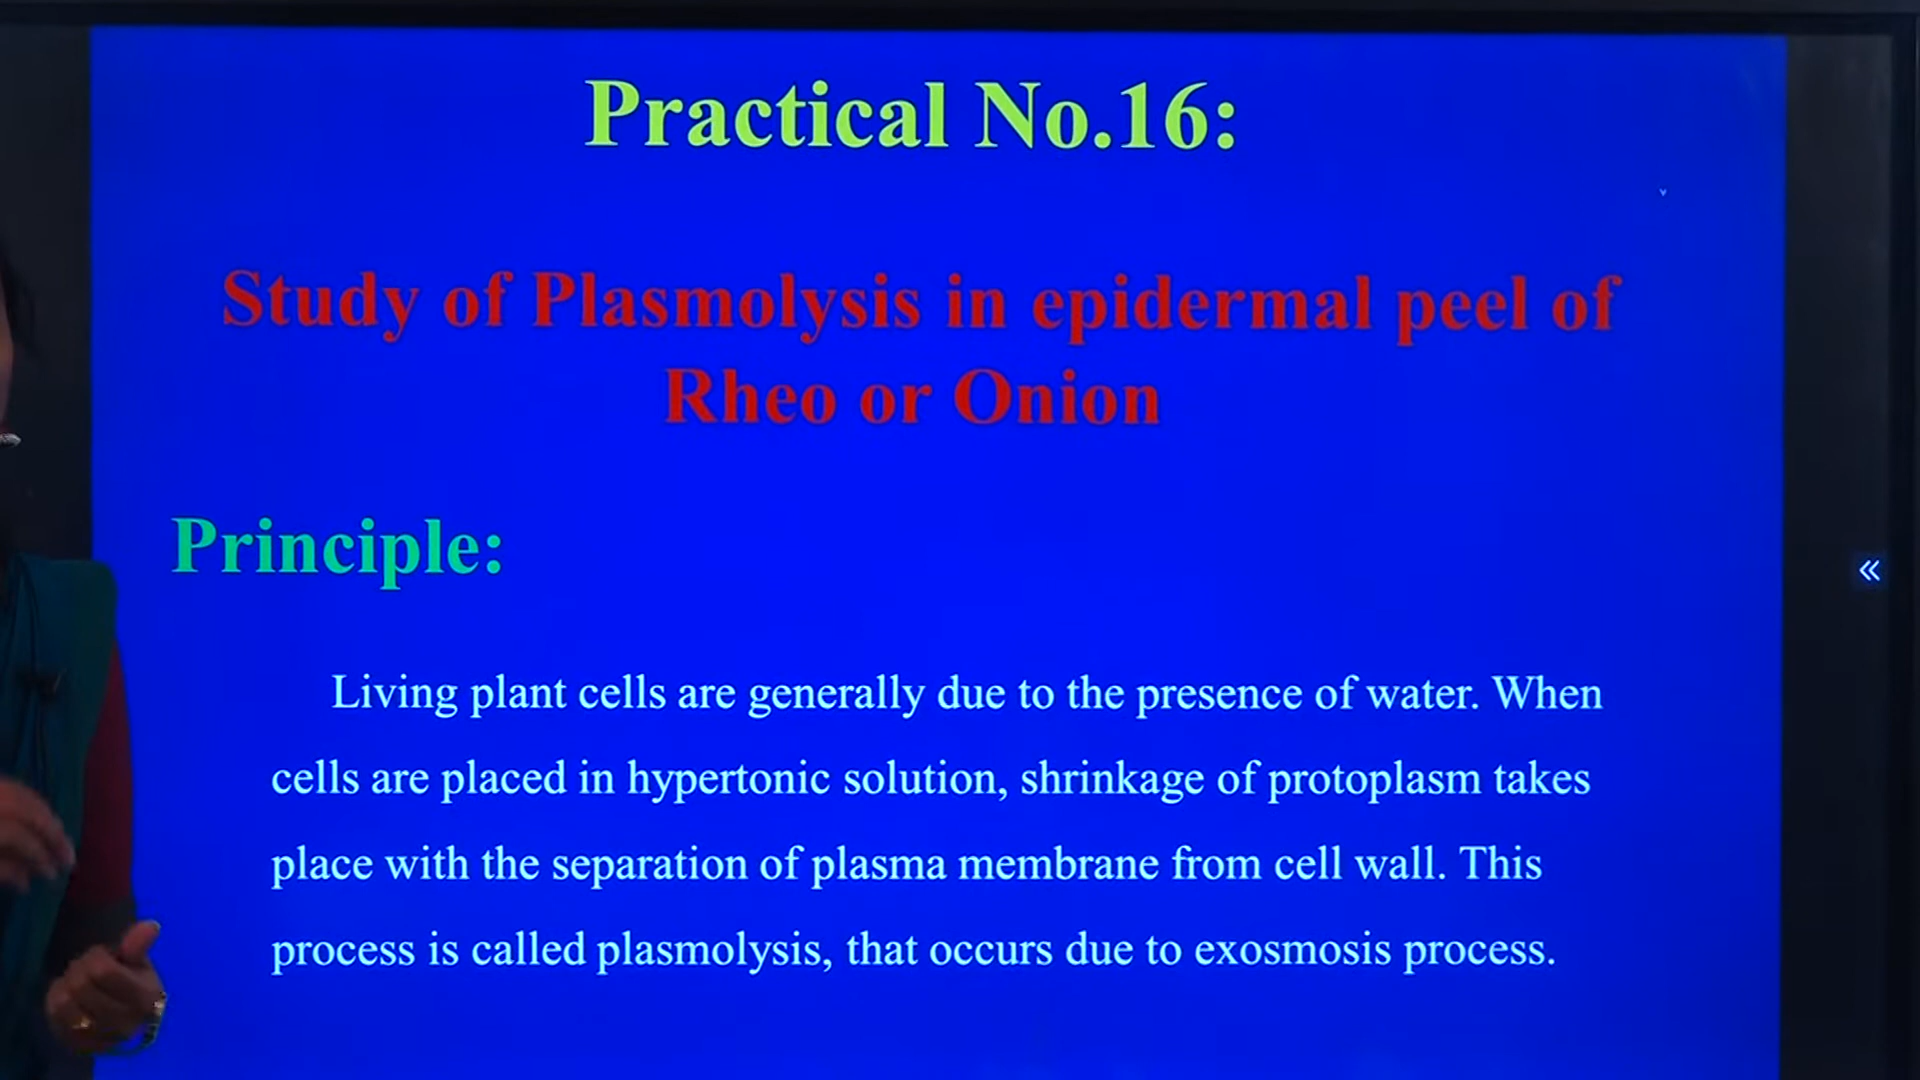 Practical No.16:
Study of Plasmolysis in epidermal peel of
Rheo or Onion
Principle:
Living plant cells are generally due to the presence of water. When
cells are placed in hypertonic solution, shrinkage of protoplasm takes
place with the separation of plasma membrane from cell wall. This
process is called plasmolysis, that occurs due to exosmosis process.